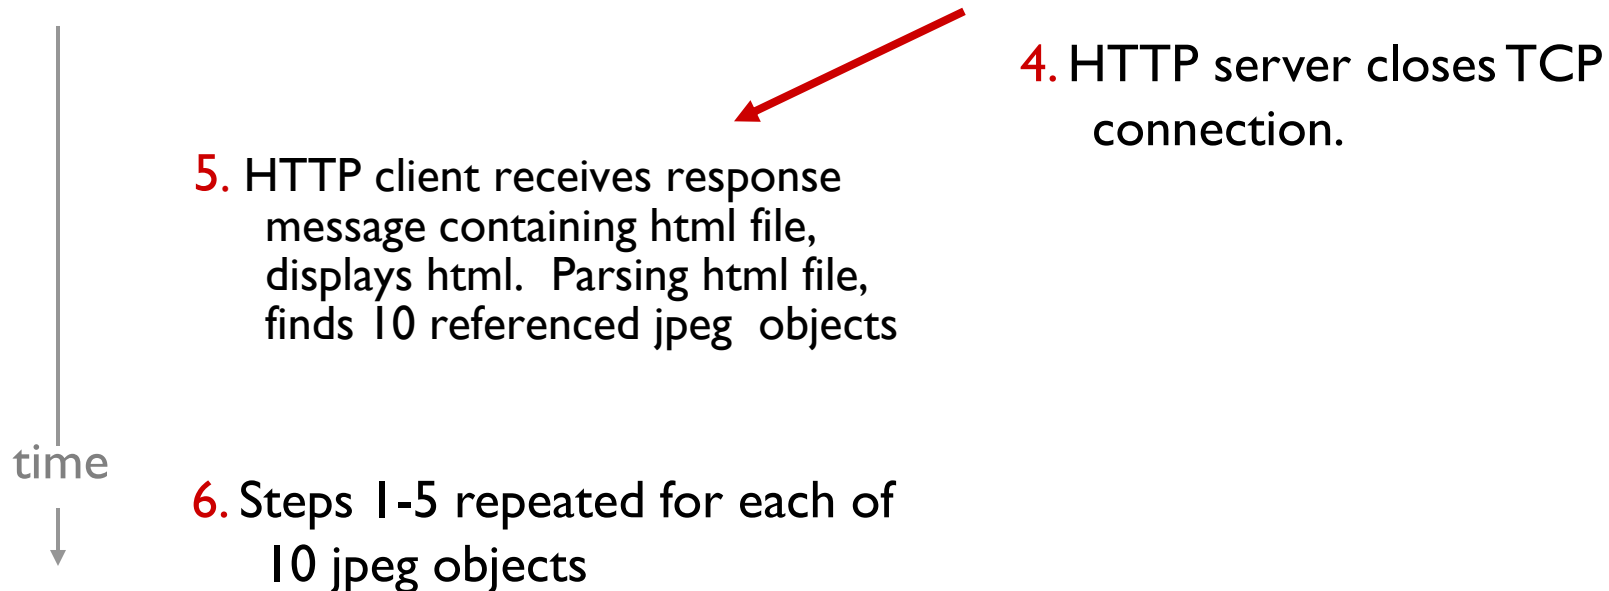 4. HTTP server closes TCP
connection.
5. HTTP client receives response
message containing html file,
displays html.  Parsing html file,
finds 10 referenced jpeg  objects
time
6. Steps 1-5 repeated for each of
10 jpeg objects